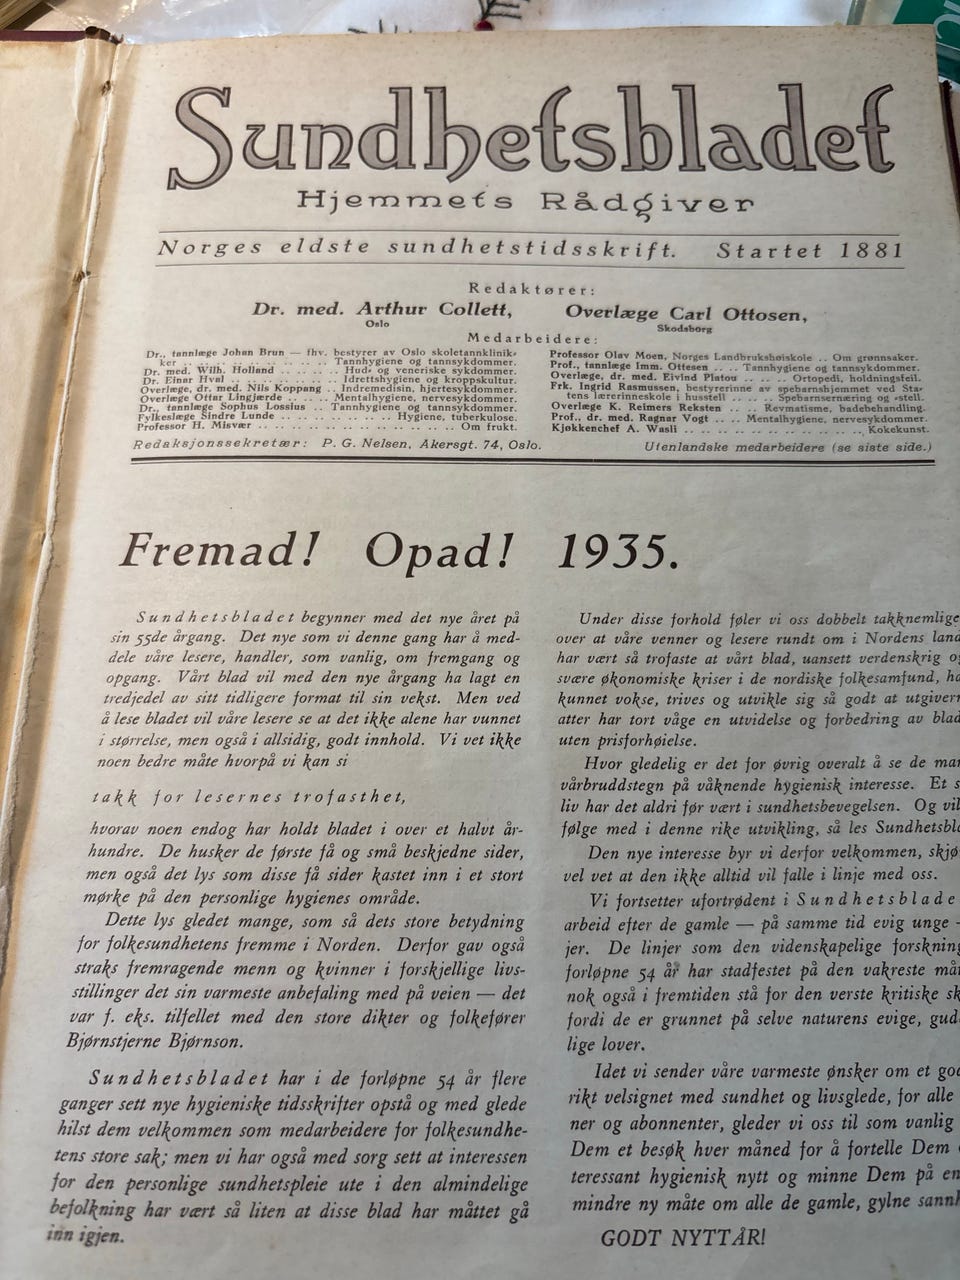 Sundhetsbladet
Hjemmets Rådgiver
Norges eldste sundhetstidsskrift. Startet 1881
Redaktører:
Dr. med. Arthur Collett,
Oslo
Overlæge Carl Ottosen,
Skodsborg
Medarbeidere:
Dr., tannlæge Johan Brun — fhv. bestyrer av Oslo skoletannklinik-
ker .. .. .. .. .. .. .. Tannhygiene og tannsykdommer.
Dr. med. Wilh. Holland .. .. .. Hud- og veneriske sykdommer.
Dr. Einar Hval .. .. .. .. .. .. Idrettshygiene og kroppskultur.
Overlæge, dr. med. Nils Koppang .. Indremedisin, hjertesykdommer.
Overlæge Ottar Lingjærde .. .. Mentalhygiene, nervesykdommer.
Dr., tannlæge Sophus Lossius .. Tannhygiene og tannsykdommer.
Fylkeslæge Sindre Lunde .. .. .. .. .. Hygiene, tuberkulose.
Professor H. Misvær .. .. .. .. .. .. .. .. .. .. Om frukt.
Professor Olav Moen, Norges Landbrukshøiskole .. Om grønnsaker.
Prof., tannlæge Imm. Ottesen .. .. Tannhygiene og tannsykdommer.
Overlæge, dr. med. Eivind Platou .. .. .. Ortopedi, holdningsfeil.
Frk. Ingrid Rasmussen, bestyrerinne av spebarnshjemmet ved Sta-
tens lærerinneskole i husstell .. .. .. Spebarnsernæring og -stell.
Overlæge K. Reimers Reksten .. .. Revmatisme, badebehandling.
Prof., dr. med. Ragnar Vogt .. .. Mentalhygiene, nervesykdommer.
Kjøkkenchef A. Wasli .. .. .. .. .. .. .. .. .. Kokekunst.
Redaksjonssekretær: P. G. Nelsen, Akersgt. 74, Oslo.
Utenlandske medarbeidere (se siste side.)
Fremad! Opad! 1935.
Sundhetsbladet begynner med det nye året på
sin 55de årgang. Det nye som vi denne gang har å med-
dele våre lesere, handler, som vanlig, om fremgang og
opgang. Vårt blad vil med den nye årgang ha lagt en
tredjedel av sitt tidligere format til sin vekst. Men ved
å lese bladet vil våre lesere se at det ikke alene har vunnet
i størrelse, men også i allsidig, godt innhold. Vi vet ikke
noen bedre måte hvorpå vi kan si
takk for lesernes trofasthet,
hvorav noen endog har holdt bladet i over et halvt år-
hundre. De husker de første få og små beskjedne sider,
men også det lys som disse få sider kastet inn i et stort
mørke på den personlige hygienes område.
Dette lys gledet mange, som så dets store betydning
for folkesundhetens fremme i Norden. Derfor gav også
straks fremragende menn og kvinner i forskjellige livs-
stillinger det sin varmeste anbefaling med på veien — det
var f. eks. tilfellet med den store dikter og folkefører
Bjørnstjerne Bjørnson.
Sundhetsbladet har i de forløpne 54 år flere
ganger sett nye hygieniske tidsskrifter opstå og med glede
hilst dem velkommen som medarbeidere for folkesundhe-
tens store sak; men vi har også med sorg sett at interessen
for den personlige sundhetspleie ute i den almindelige
befolkning har vært så liten at disse blad har måttet gå
inn igjen.
Under disse forhold føler vi oss dobbelt takknemlige
over at våre venner og lesere rundt om i Nordens land
har vært så trofaste at vårt blad, uansett verdenskrig
svære økonomiske kriser i de nordiske folkesamfund,
kunnet vokse, trives og utvikle sig så godt at
atter har tort våge en utvidelse og forbedring av
uten prisforhøielse.
Hvor gledelig er det for øvrig overalt å se de
vårbruddstegn på våknende hygienisk interesse. Et
liv har det aldri før vært i sundhetsbevegelsen. Og
følge med i denne rike utvikling, så les
Den nye interesse byr vi derfor velkommen,
vel vet at den ikke alltid vil falle i linje med oss.
Vi fortsetter ufortrødent i Sundhetsblade
arbeid efter de gamle — på samme tid evig unge
jer. De linjer som den videnskapelige forskning
forløpne 54 år har stadfestet på den vakreste
nok også i fremtiden stå for den verste kritiske
fordi de er grunnet på selve naturens evige,
lige lover.
Idet vi sender våre varmeste ønsker om et
rikt velsignet med sundhet og livsglede, for alle
ner og abonnenter, gleder vi oss til som vanlig
Dem et besøk hver måned for å fortelle Dem
teressant hygienisk nytt og minne Dem på
mindre ny måte om alle de gamle, gylne
GODT NYTTÅR!